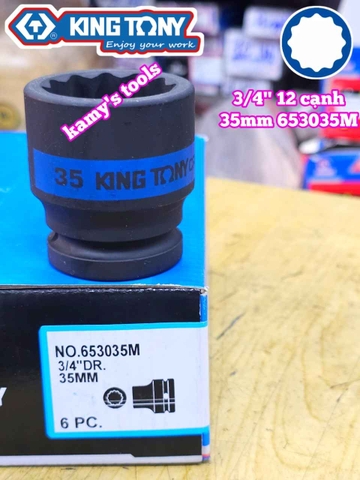 KING TONY
Enjoy your work
kamy's tools
3/4" 12 cạnh
35mm 653035M
35 KING TONY
NO.653035M
3/4"DR.
35MM
6 PC.